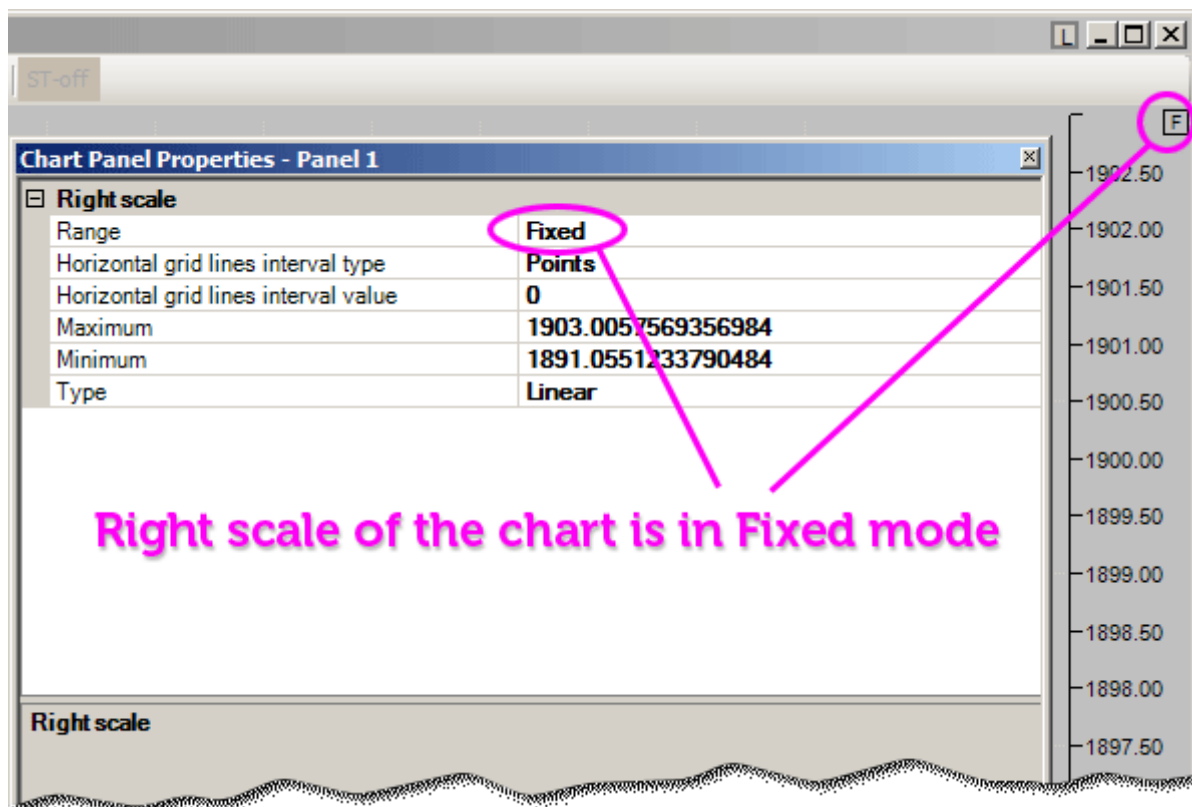 L
ST-off
F
Chart Panel Properties - Panel 1
Right scale
Range Fixed
Horizontal grid lines interval type Points
Horizontal grid lines interval value 0
Maximum 1903.0057569356984
Minimum 1891.0551233790484
Type Linear
Right scale of the chart is in Fixed mode
Right scale
1902.50
1902.00
1901.50
1901.00
1900.50
1900.00
1899.50
1899.00
1898.50
1898.00
1897.50